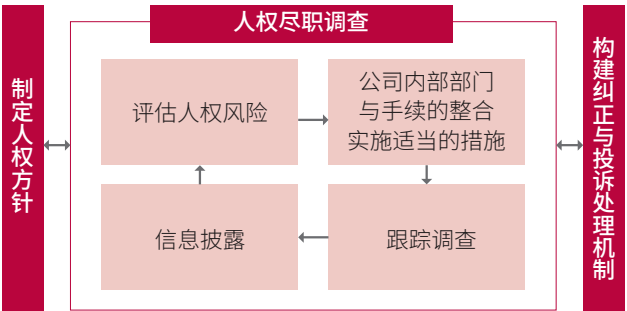 人权尽职调查
制定人权方针
评估人权风险
公司内部部门
与手续的整合
实施适当的措施
信息披露
跟踪调查
构建纠正与投诉处理机制